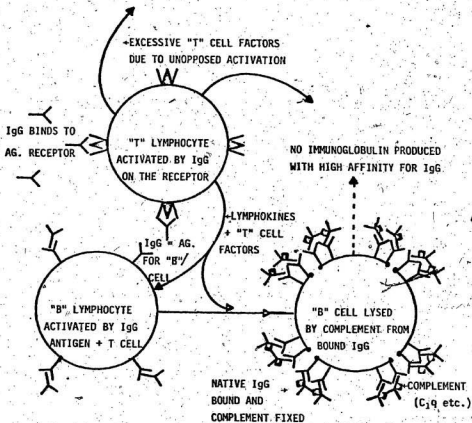 EXCESSIVE "T" CELL FACTORS
DUE TO UNOPPOSED ACTIVATION
IgG BINDS TO
AG. RECEPTOR
"T" LYMPHOCYTE
ACTIVATED BY IgG
ON THE RECEPTOR
NO IMMUNOGLOBULIN PRODUCED
WITH HIGH AFFINITY FOR IgG
LYMPHOKINES
+ "T" CELL
FACTORS
IgG = AG.
FOR "B"
CELL
"B" LYMPHOCYTE
ACTIVATED BY IgG
ANTIGEN + T CELL
"B" CELL LYSED
BY COMPLEMENT FROM
BOUND IgG
NATIVE IgG
BOUND AND
COMPLEMENT FIXED
COMPLEMENT
(C1q etc.)